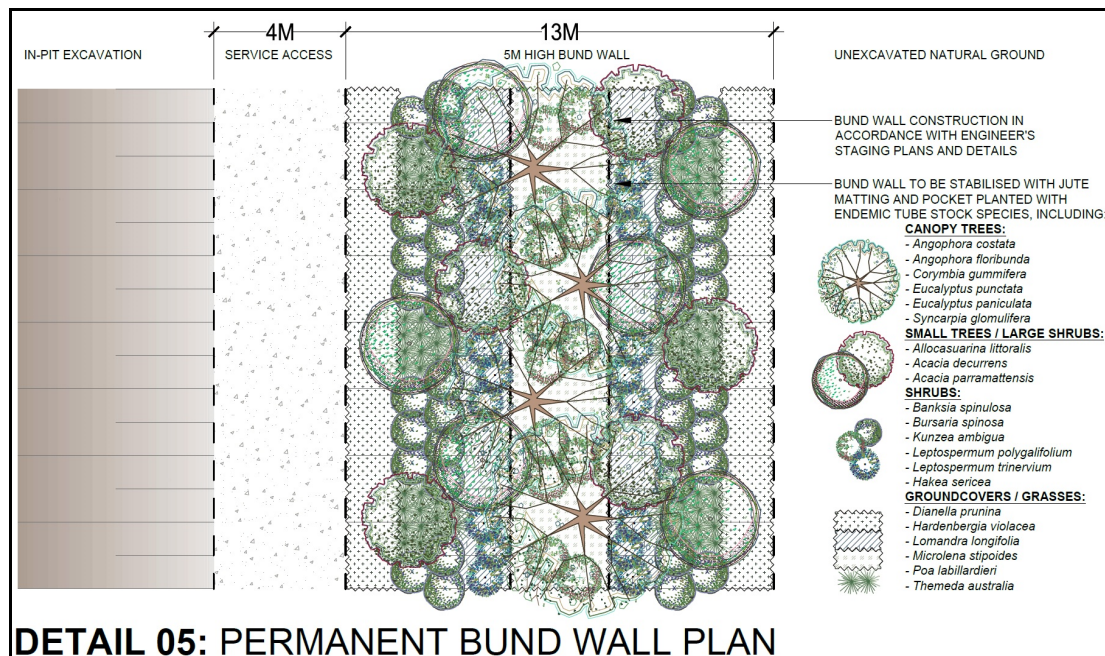 4M
13M
IN-PIT EXCAVATION
SERVICE ACCESS
5M HIGH BUND WALL
UNEXCAVATED NATURAL GROUND
BUND WALL CONSTRUCTION IN
ACCORDANCE WITH ENGINEER'S
STAGING PLANS AND DETAILS
BUND WALL TO BE STABILISED WITH JUTE
MATTING AND POCKET PLANTED WITH
ENDEMIC TUBE STOCK SPECIES, INCLUDING:
CANOPY TREES:
- Angophora costata
- Angophora floribunda
- Corymbia gummifera
- Eucalyptus punctata
- Eucalyptus paniculata
- Syncarpia glomulifera
SMALL TREES / LARGE SHRUBS:
- Allocasuarina littoralis
- Acacia decurrens
- Acacia parramattensis
SHRUBS:
- Banksia spinulosa
- Bursaria spinosa
- Kunzea ambigua
- Leptospermum polygalifolium
- Leptospermum trinervium
- Hakea sericea
GROUNDCOVERS / GRASSES:
- Dianella prunina
- Hardenbergia violacea
- Lomandra longifolia
- Microlena stipoides
- Poa labillardieri
- Themeda australia
DETAIL 05: PERMANENT BUND WALL PLAN